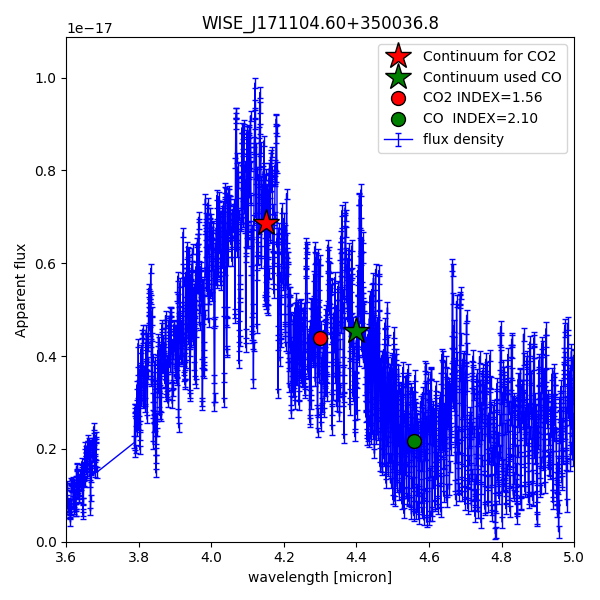 WISE_J171104.60+350036.8
1e−17
Continuum for CO2
Continuum used CO
CO2 INDEX=1.56
CO  INDEX=2.10
flux density
Apparent flux
1.0
0.8
0.6
0.4
0.2
0.0
3.6 3.8 4.0 4.2 4.4 4.6 4.8 5.0
wavelength [micron]